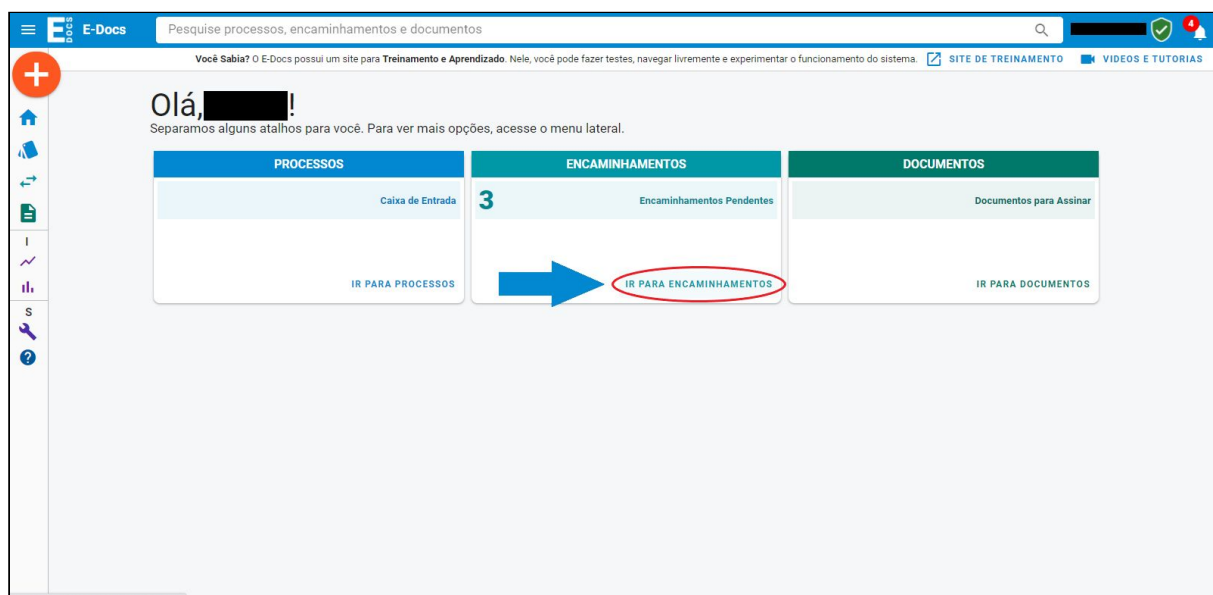 E DOCS E-Docs Pesquise processos, encaminhamentos e documentos 4
Você Sabia? O E-Docs possui um site para Treinamento e Aprendizado. Nele, você pode fazer testes, navegar livremente e experimentar o funcionamento do sistema. SITE DE TREINAMENTO VIDEOS E TUTORIAS
+
Olá, !
Separamos alguns atalhos para você. Para ver mais opções, acesse o menu lateral.
PROCESSOS ENCAMINHAMENTOS DOCUMENTOS
Caixa de Entrada 3 Encaminhamentos Pendentes Documentos para Assinar
IR PARA PROCESSOS IR PARA ENCAMINHAMENTOS IR PARA DOCUMENTOS
I
S
?